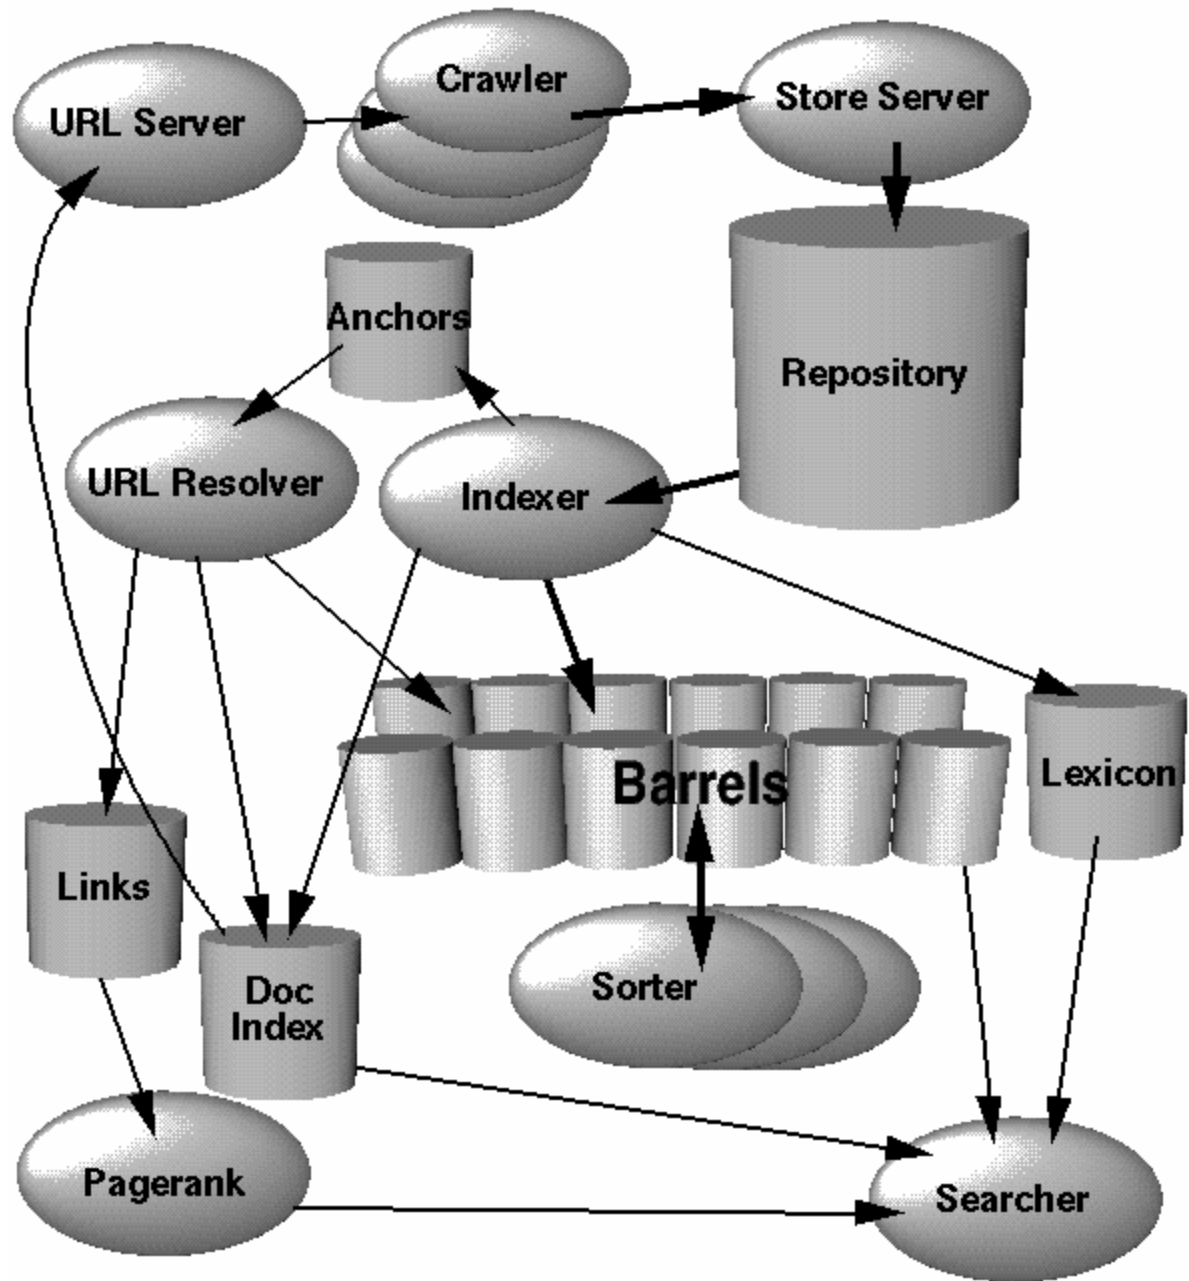 Crawler
URL Server
Store Server
Anchors
Repository
URL Resolver
Indexer
Barrels
Lexicon
Links
Doc
Index
Sorter
Pagerank
Searcher